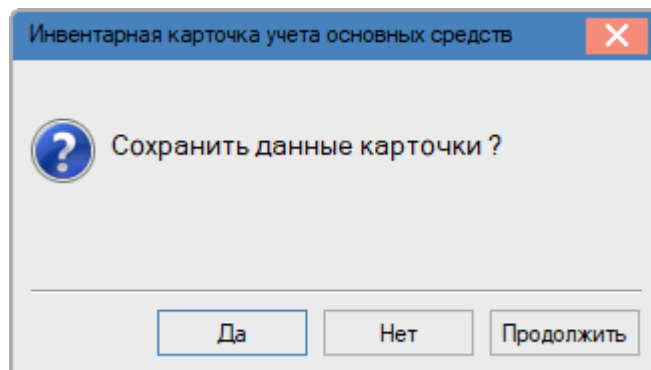 Инвентарная карточка учета основных средств
Сохранить данные карточки ?
Да
Нет
Продолжить